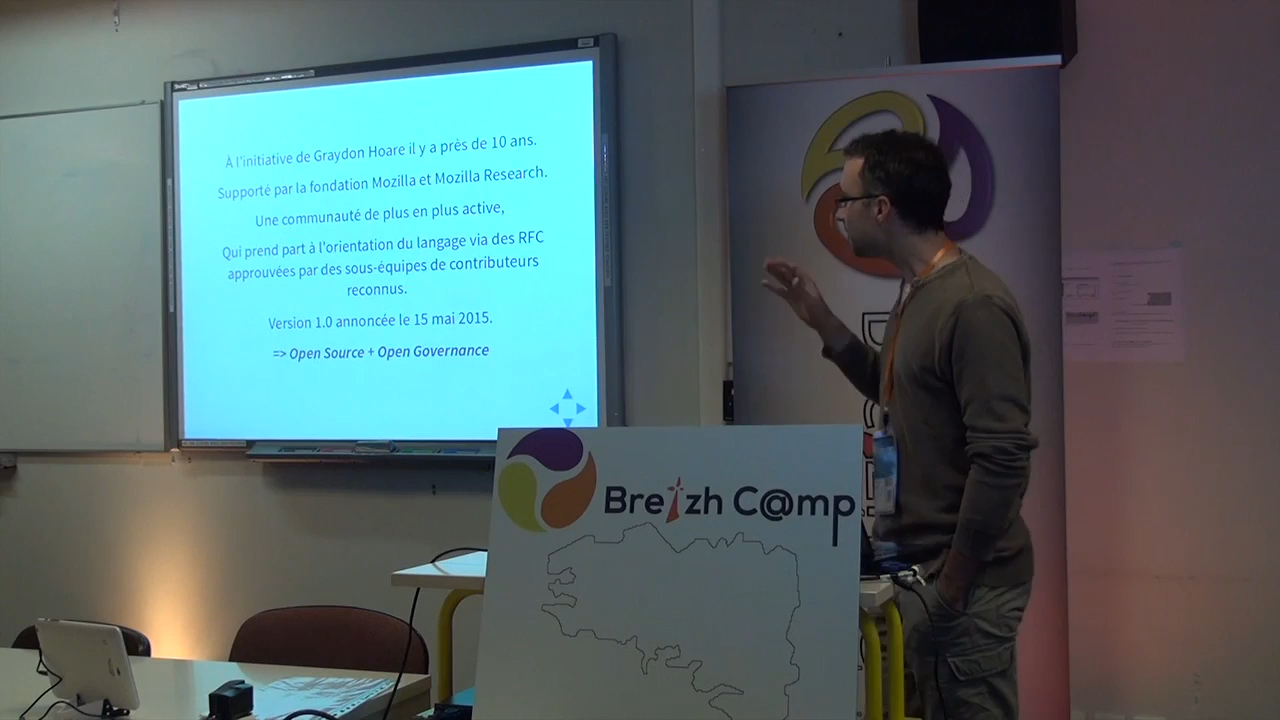 À l'initiative de Graydon Hoare il y a près de 10 ans.
Supporté par la fondation Mozilla et Mozilla Research.
Une communauté de plus en plus active,
Qui prend part à l'orientation du langage via des RFC
approuvées par des sous-équipes de contributeurs
reconnus.
Version 1.0 annoncée le 15 mai 2015.
=> Open Source + Open Governance
Breizh C@mp